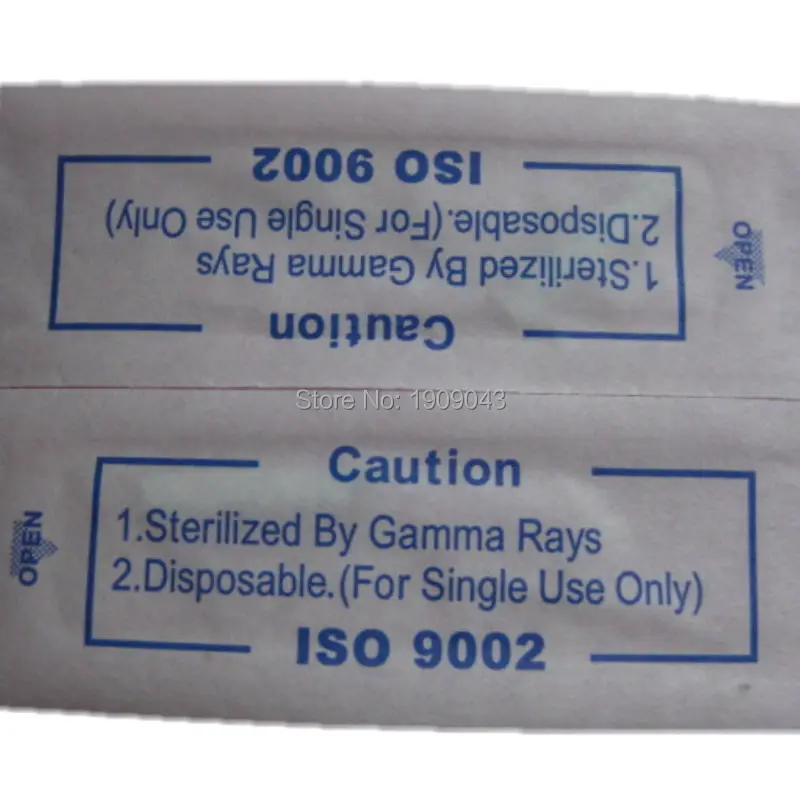 ISO 9002
2.Disposable.(For Single Use Only)
1.Sterilized By Gamma Rays
Caution
OPEN
Store No: 1909043
Caution
1.Sterilized By Gamma Rays
2.Disposable.(For Single Use Only)
ISO 9002
OPEN